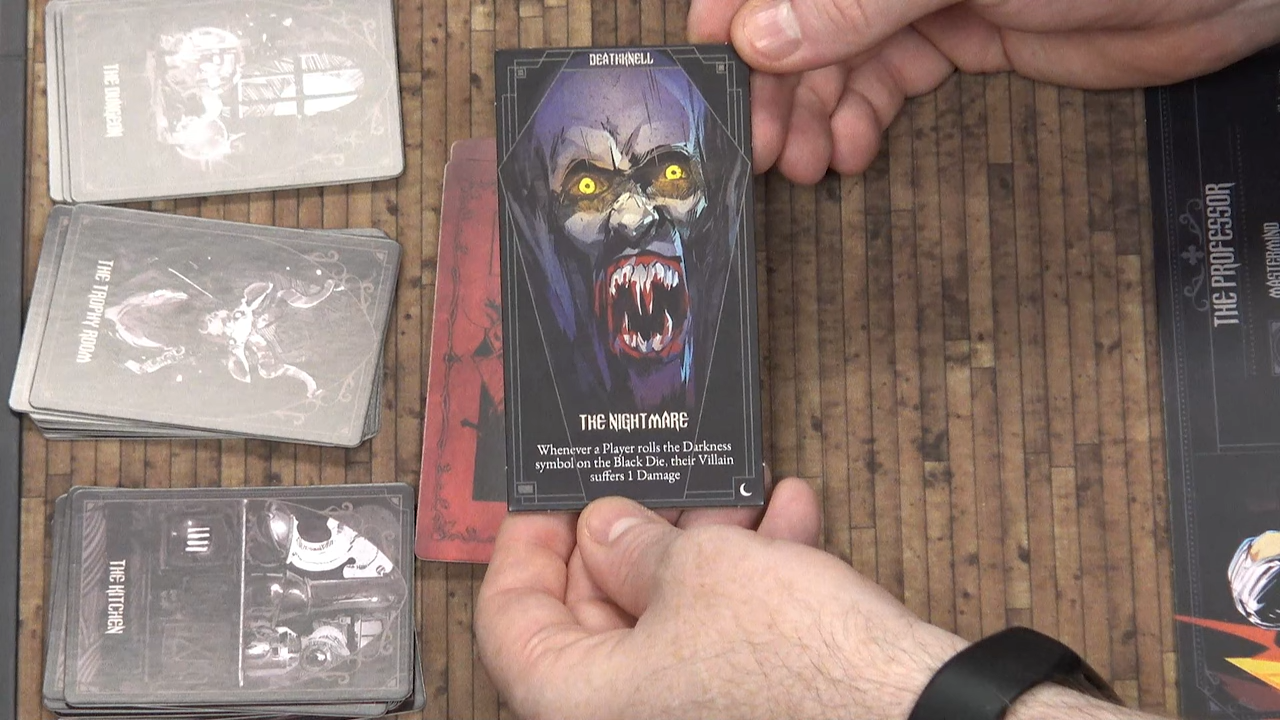 THE DUNGEON
THE TROPHY ROOM
THE KITCHEN
DEATHKNELL
THE NIGHTMARE
Whenever a Player rolls the Darkness
symbol on the Black Die, their Villain
suffers 1 Damage
THE PROFESSOR
MASTERMIND